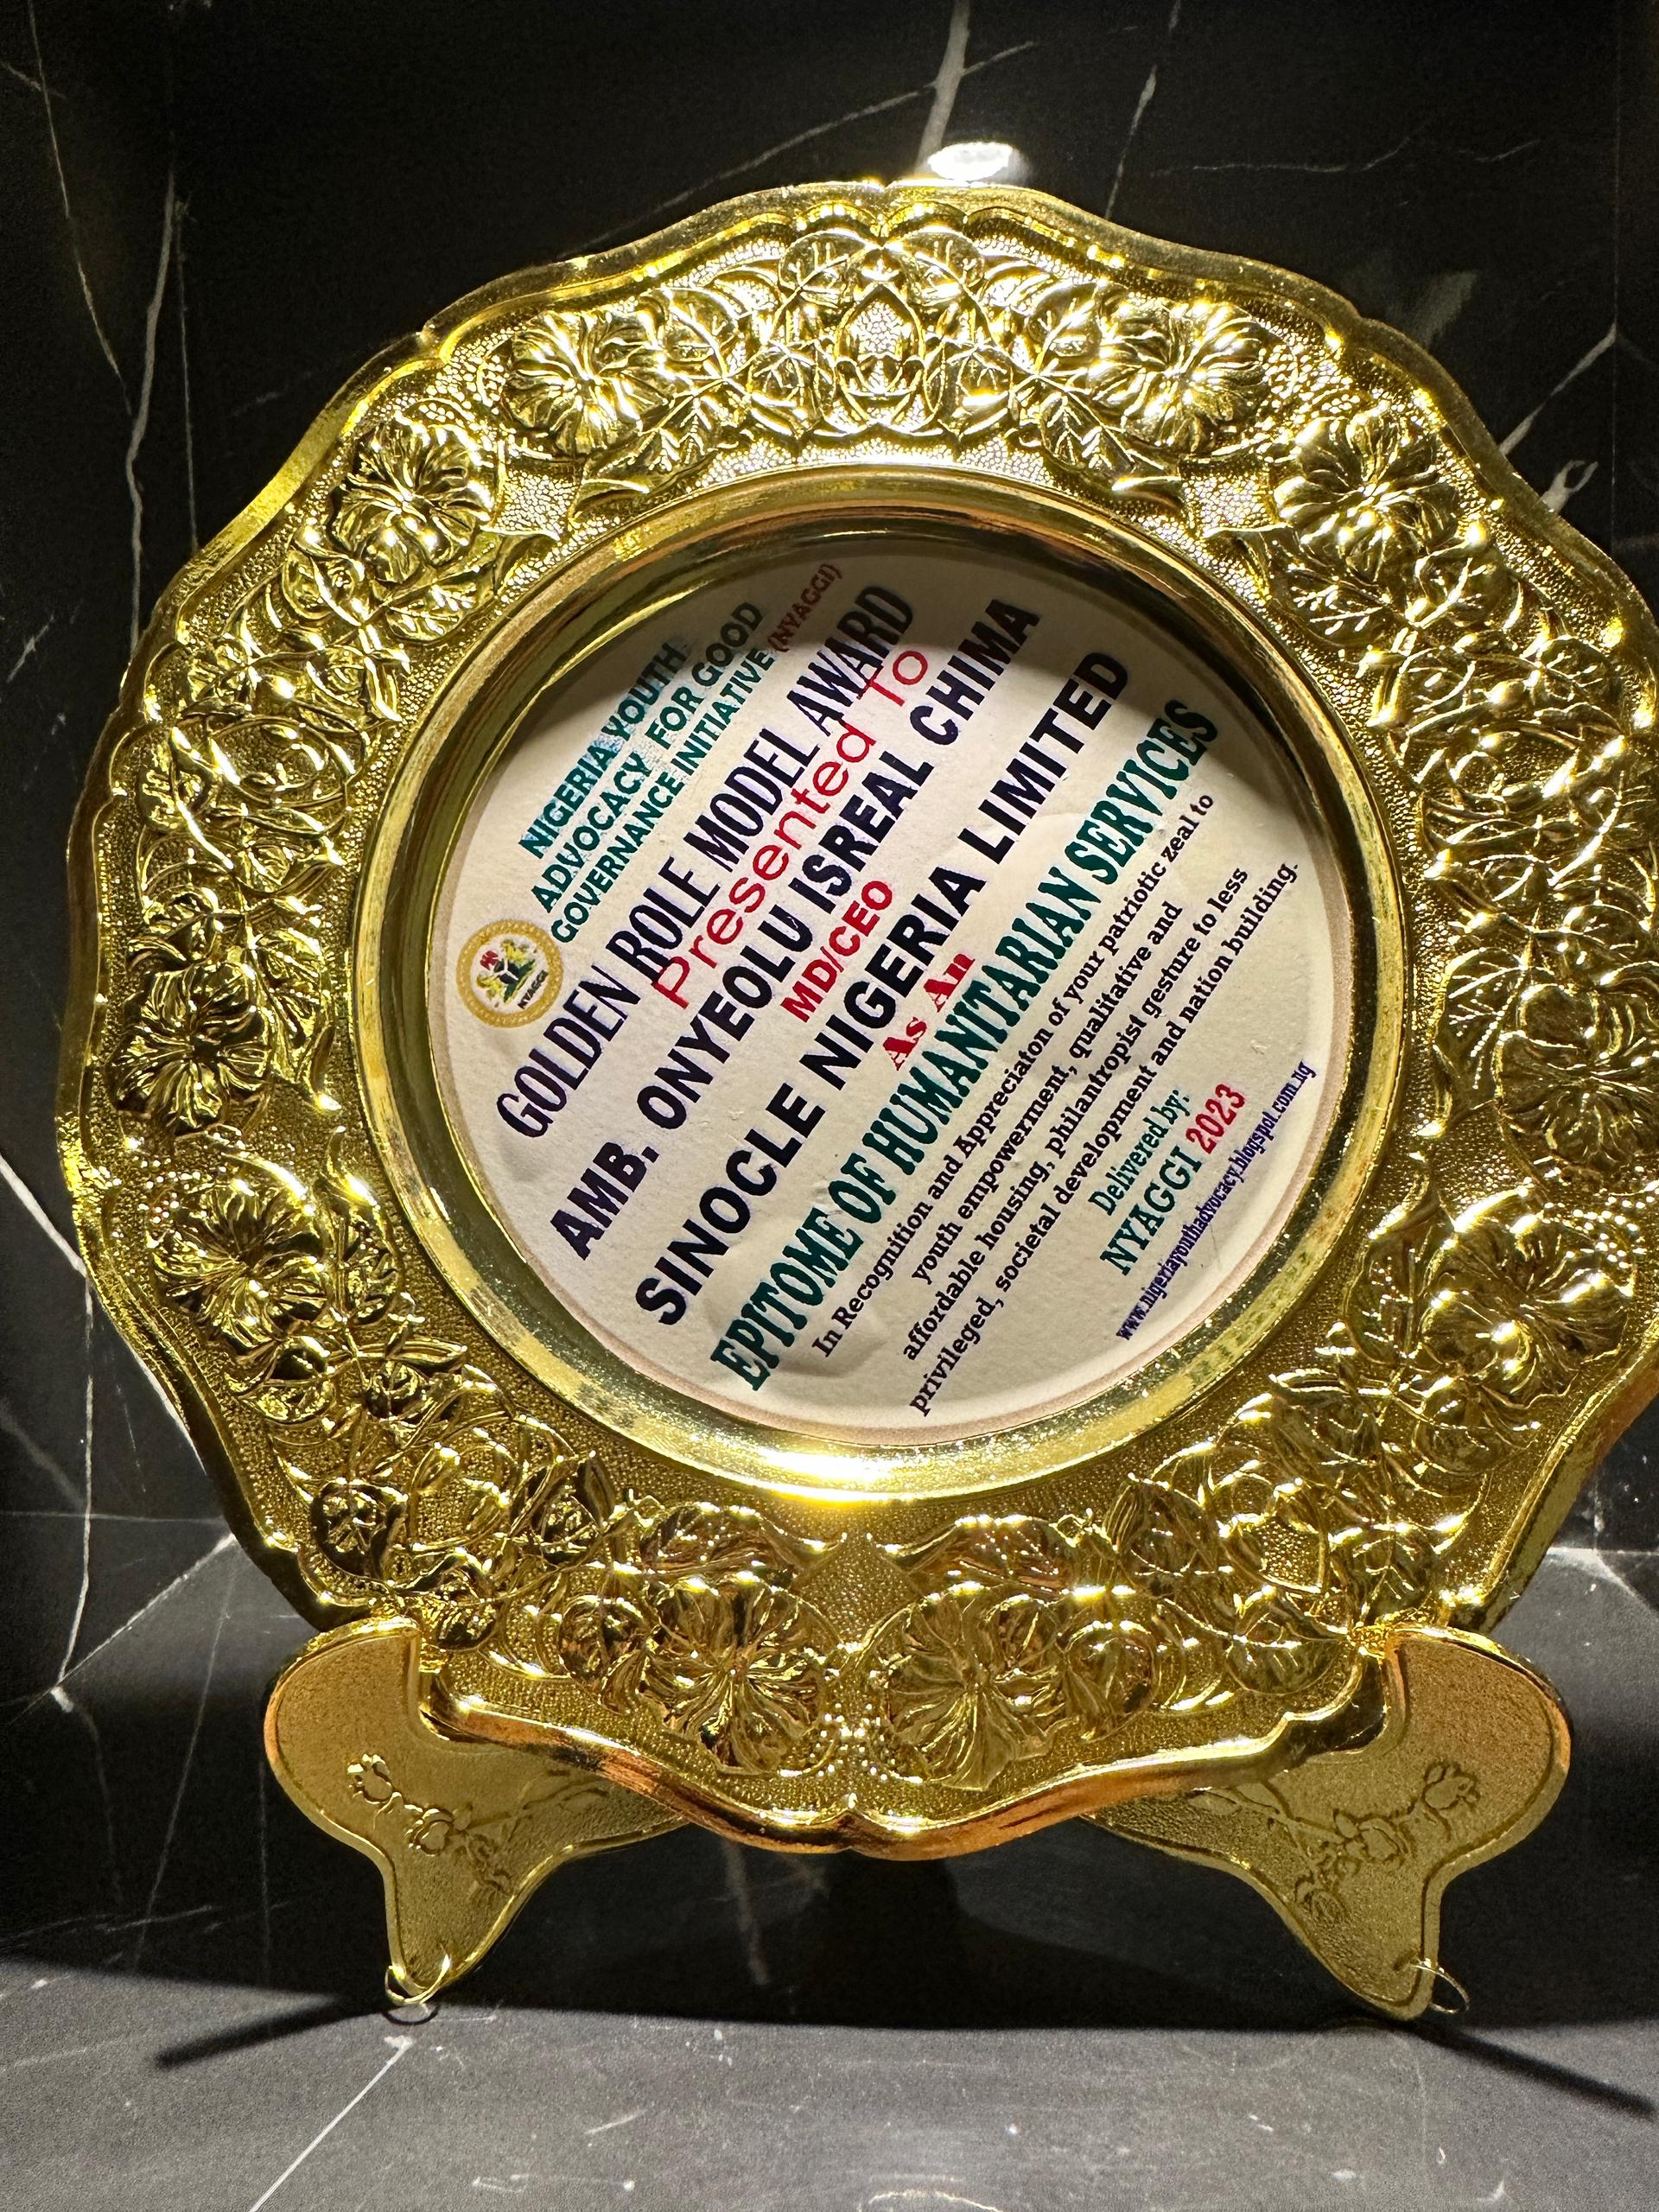 NIGERIA YOUTH
ADVOCACY FOR GOOD
GOVERNANCE INITIATIVE (NYAGGI)
NYAGGI
GOLDEN ROLE MODEL AWARD
Presented To
AMB. ONYEOLU ISREAL CHIMA
MD/CEO
SINOCLE NIGERIA LIMITED
As An
EPITOME OF HUMANITARIAN SERVICES
In Recognition and Appreciaton of your patriotic zeal to
youth empowerment, qualitative and
affordable housing, philantropist gesture to less
privileged, societal development and nation building.
Delivered by:
NYAGGI 2023
www.nigeriayouthadvocacy.blogspot.com.ng